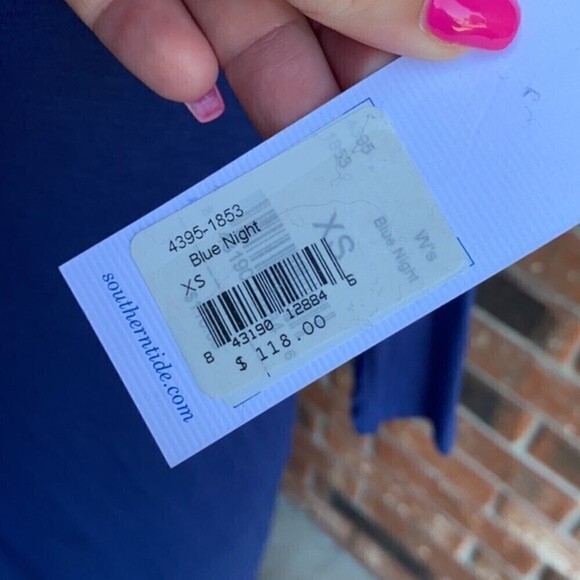 4395-1853
Blue Night
XS
8 43190 12884 6
$ 118.00
XS
W's
Blue Night
southerntide.com